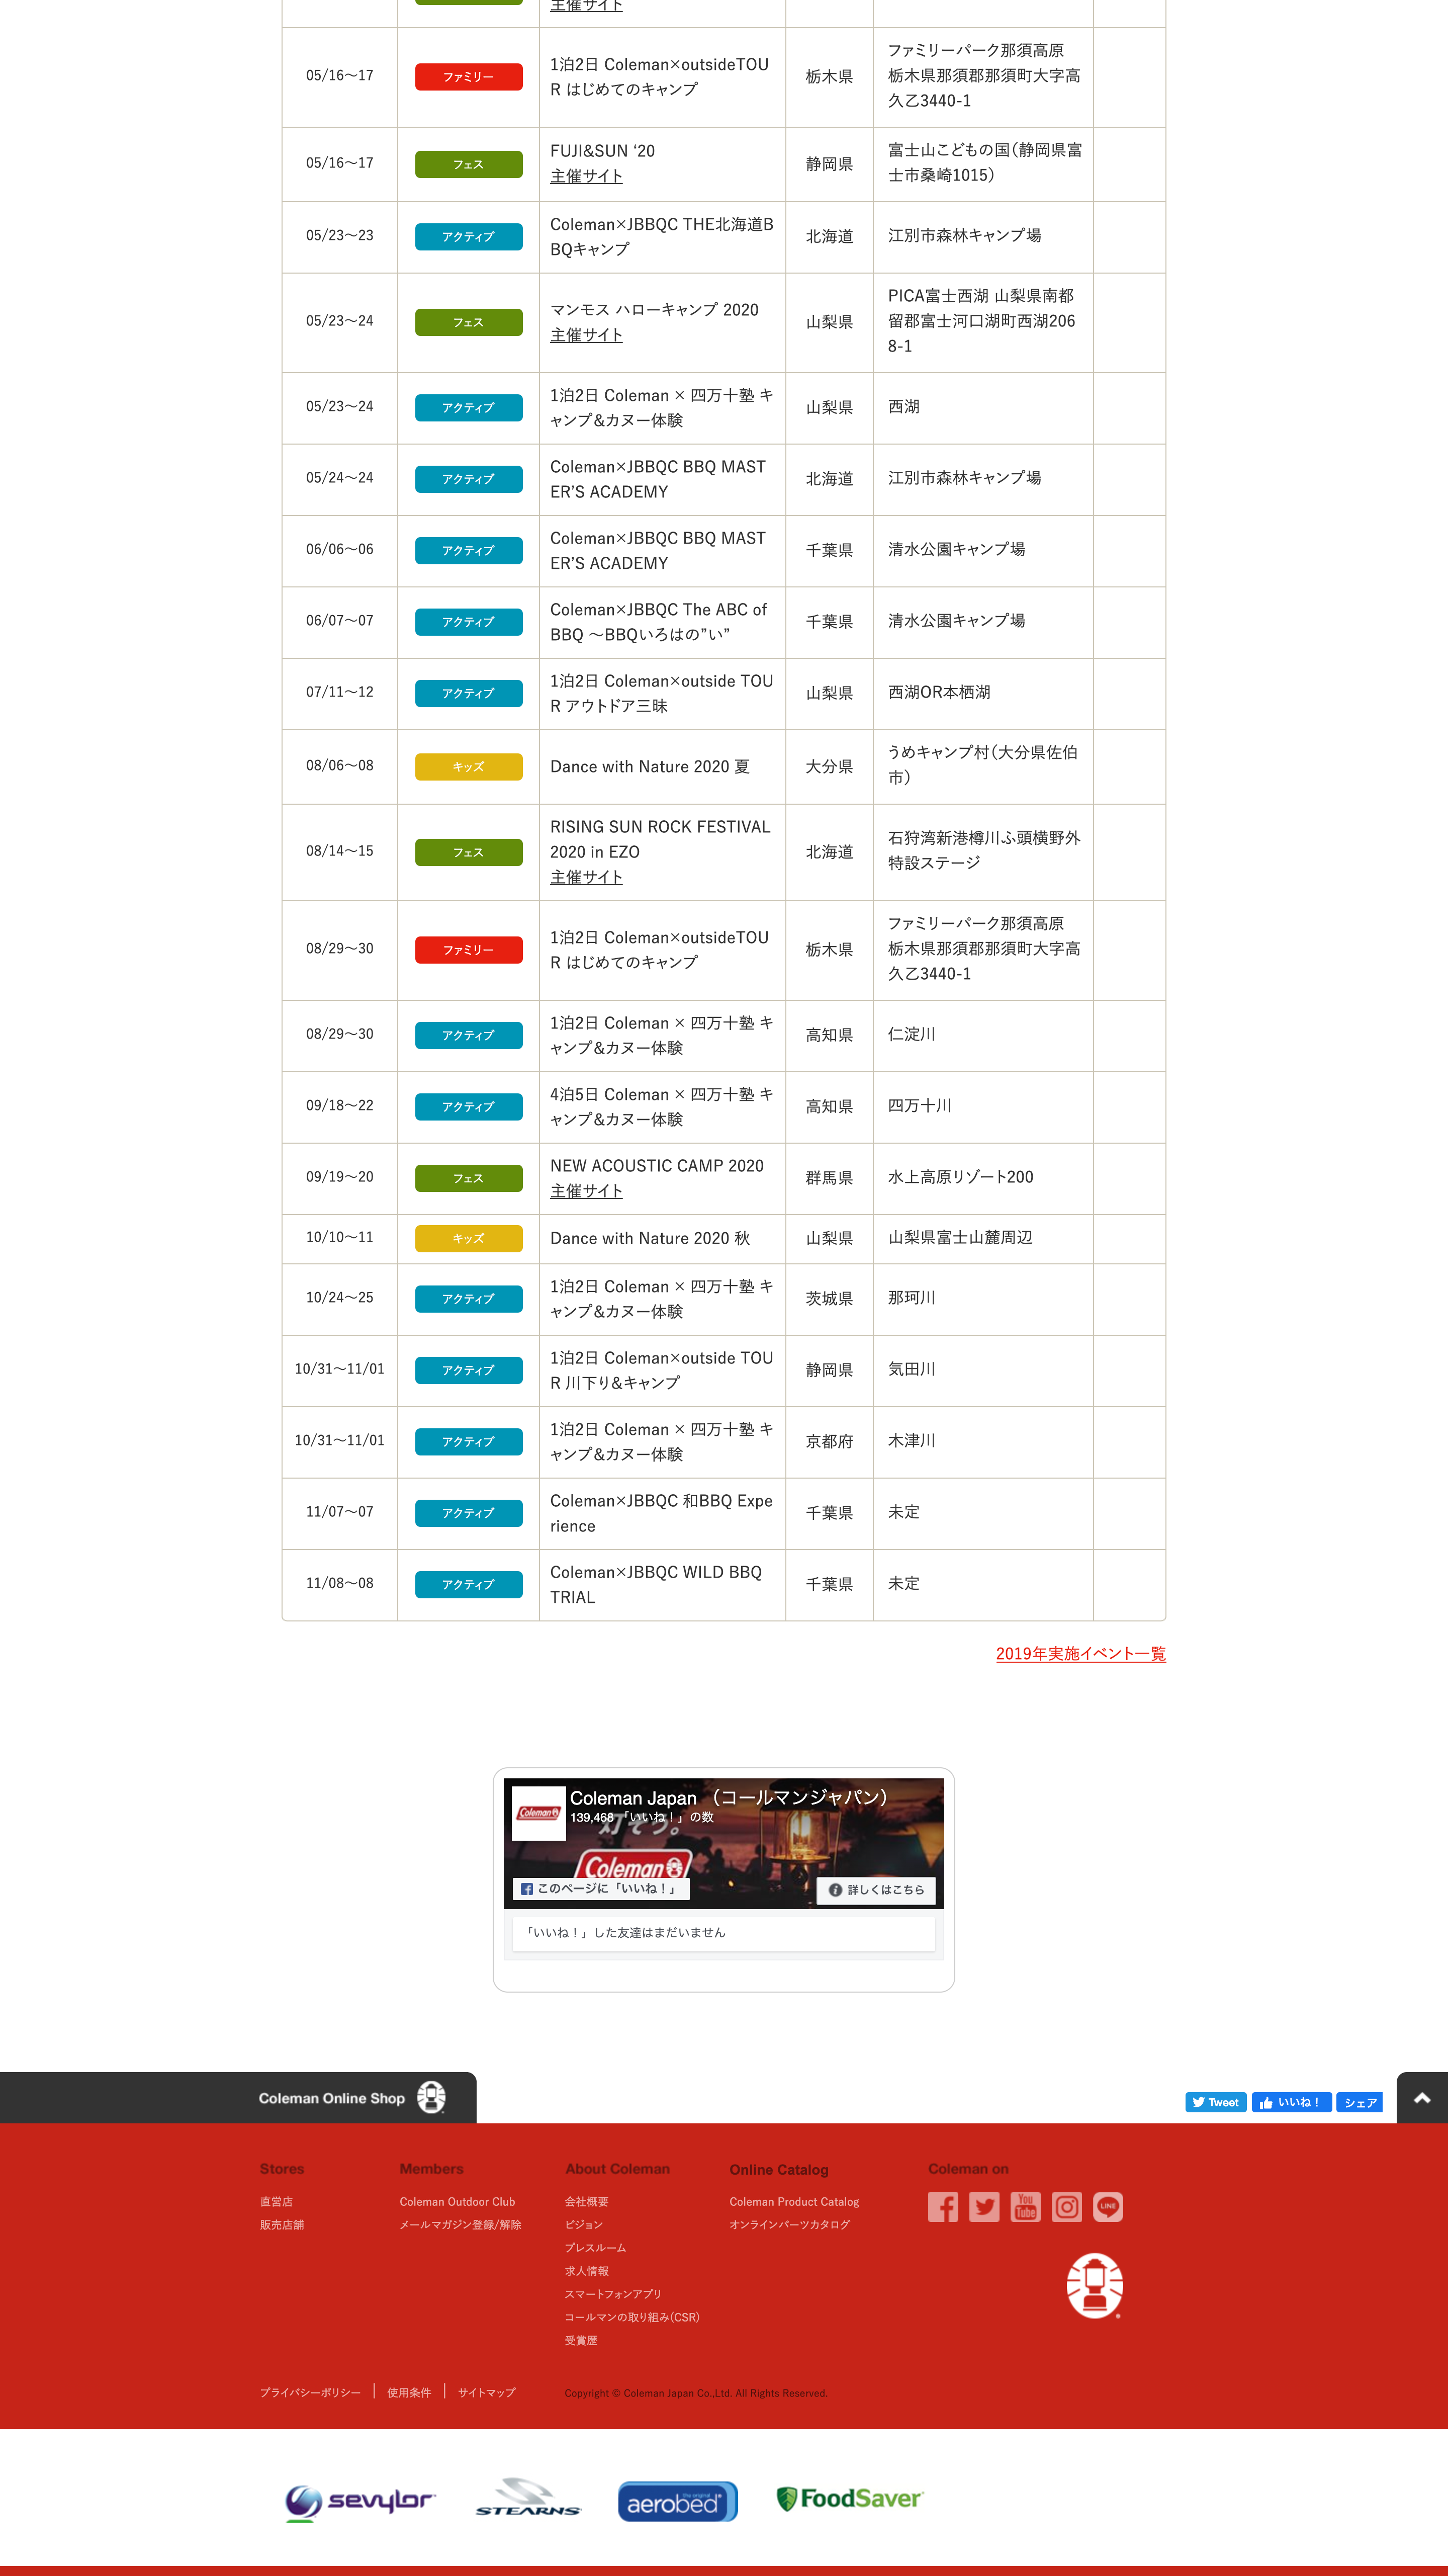 主催サイト
05/16～17
ファミリー
1泊2日 Coleman×outsideTOU
R はじめてのキャンプ
栃木県
ファミリーパーク那須高原
栃木県那須郡那須町大字高
久乙3440-1
05/16～17
フェス
FUJI&SUN ‘20
主催サイト
静岡県
富士山こどもの国（静岡県富
士市桑崎1015）
05/23～23
アクティブ
Coleman×JBBQC THE北海道B
BQキャンプ
北海道
江別市森林キャンプ場
05/23～24
フェス
マンモス ハローキャンプ 2020
主催サイト
山梨県
PICA富士西湖 山梨県南都
留郡富士河口湖町西湖206
8-1
05/23～24
アクティブ
1泊2日 Coleman × 四万十塾 キ
ャンプ＆カヌー体験
山梨県
西湖
05/24～24
アクティブ
Coleman×JBBQC BBQ MAST
ER’S ACADEMY
北海道
江別市森林キャンプ場
06/06～06
アクティブ
Coleman×JBBQC BBQ MAST
ER’S ACADEMY
千葉県
清水公園キャンプ場
06/07～07
アクティブ
Coleman×JBBQC The ABC of
BBQ ～BBQいろはの”い”
千葉県
清水公園キャンプ場
07/11～12
アクティブ
1泊2日 Coleman×outside TOU
R アウトドア三昧
山梨県
西湖OR本栖湖
08/06～08
キッズ
Dance with Nature 2020 夏
大分県
うめキャンプ村（大分県佐伯
市）
08/14～15
フェス
RISING SUN ROCK FESTIVAL
2020 in EZO
主催サイト
北海道
石狩湾新港樽川ふ頭横野外
特設ステージ
08/29～30
ファミリー
1泊2日 Coleman×outsideTOU
R はじめてのキャンプ
栃木県
ファミリーパーク那須高原
栃木県那須郡那須町大字高
久乙3440-1
08/29～30
アクティブ
1泊2日 Coleman × 四万十塾 キ
ャンプ＆カヌー体験
高知県
仁淀川
09/18～22
アクティブ
4泊5日 Coleman × 四万十塾 キ
ャンプ＆カヌー体験
高知県
四万十川
09/19～20
フェス
NEW ACOUSTIC CAMP 2020
主催サイト
群馬県
水上高原リゾート200
10/10～11
キッズ
Dance with Nature 2020 秋
山梨県
山梨県富士山麓周辺
10/24～25
アクティブ
1泊2日 Coleman × 四万十塾 キ
ャンプ＆カヌー体験
茨城県
那珂川
10/31～11/01
アクティブ
1泊2日 Coleman×outside TOU
R 川下り&キャンプ
静岡県
気田川
10/31～11/01
アクティブ
1泊2日 Coleman × 四万十塾 キ
ャンプ＆カヌー体験
京都府
木津川
11/07～07
アクティブ
Coleman×JBBQC 和BBQ Expe
rience
千葉県
未定
11/08～08
アクティブ
Coleman×JBBQC WILD BBQ
TRIAL
千葉県
未定
2019年実施イベント一覧
Coleman
Coleman Japan （コールマンジャパン）
139,468 「いいね！」の数
灯そう。
Coleman
このページに「いいね！」
詳しくはこちら
「いいね！」した友達はまだいません
Coleman Online Shop
Tweet
いいね！
シェア
Stores
Members
About Coleman
Online Catalog
Coleman on
直営店
販売店舗
Coleman Outdoor Club
メールマガジン登録/解除
会社概要
ビジョン
プレスルーム
求人情報
スマートフォンアプリ
コールマンの取り組み(CSR)
受賞歴
Coleman Product Catalog
オンラインパーツカタログ
You
Tube
LINE
プライバシーポリシー
使用条件
サイトマップ
Copyright © Coleman Japan Co.,Ltd. All Rights Reserved.
sevylor
STEARNS
the original
aerobed
FoodSaver